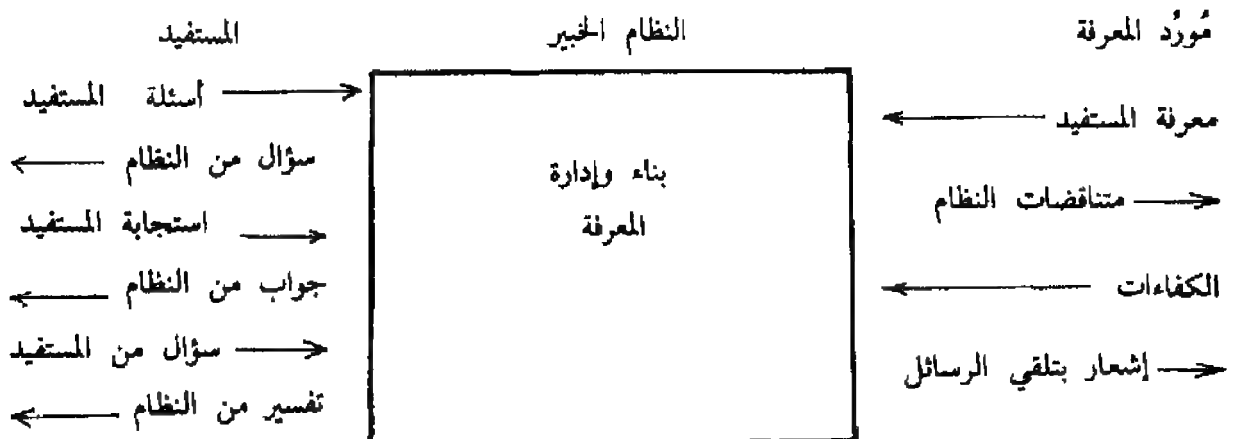 مُورِّد المعرفة
النظام الخبير
المستفيد
معرفة المستفيد
متناقضات النظام
الكفاءات
إشعار بتلقي الرسائل
بناء وإدارة
المعرفة
أسئلة المستفيد
سؤال من النظام
استجابة المستفيد
جواب من النظام
سؤال من المستفيد
تفسير من النظام